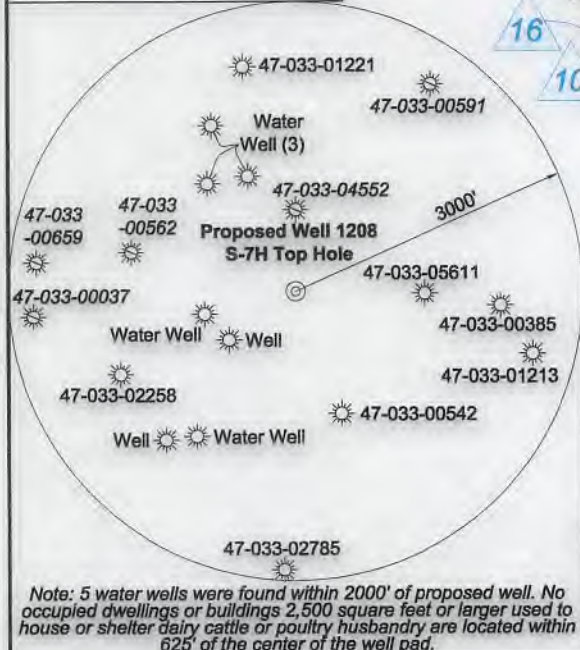 16
10
47-033-01221
47-033-00591
Water
Well (3)
47-033-04552
47-033
-00659
47-033
-00562
Proposed Well 1208
S-7H Top Hole
3000'
47-033-05611
47-033-00037
47-033-00385
Water Well
Well
47-033-01213
47-033-02258
47-033-00542
Well
Water Well
47-033-02785
Note: 5 water wells were found within 2000' of proposed well. No
occupied dwellings or buildings 2,500 square feet or larger used to
house or shelter dairy cattle or poultry husbandry are located within
625' of the center of the well pad.